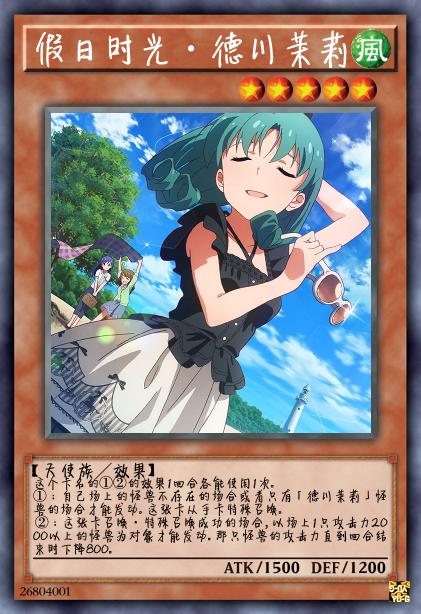 假日时光・德川茉莉
風
【天使族／效果】
这个卡名的①②的效果1回合各能使用1次。
①：自己场上的怪兽不存在的场合或者只有「德川茉莉」怪
兽的场合才能发动。这张卡从手卡特殊召唤。
②：这张卡召唤・特殊召唤成功的场合，以场上1只攻击力200
0以上的怪兽为对象才能发动。那只怪兽的攻击力直到回合结
束时下降800。
ATK/1500 DEF/1200
26804001